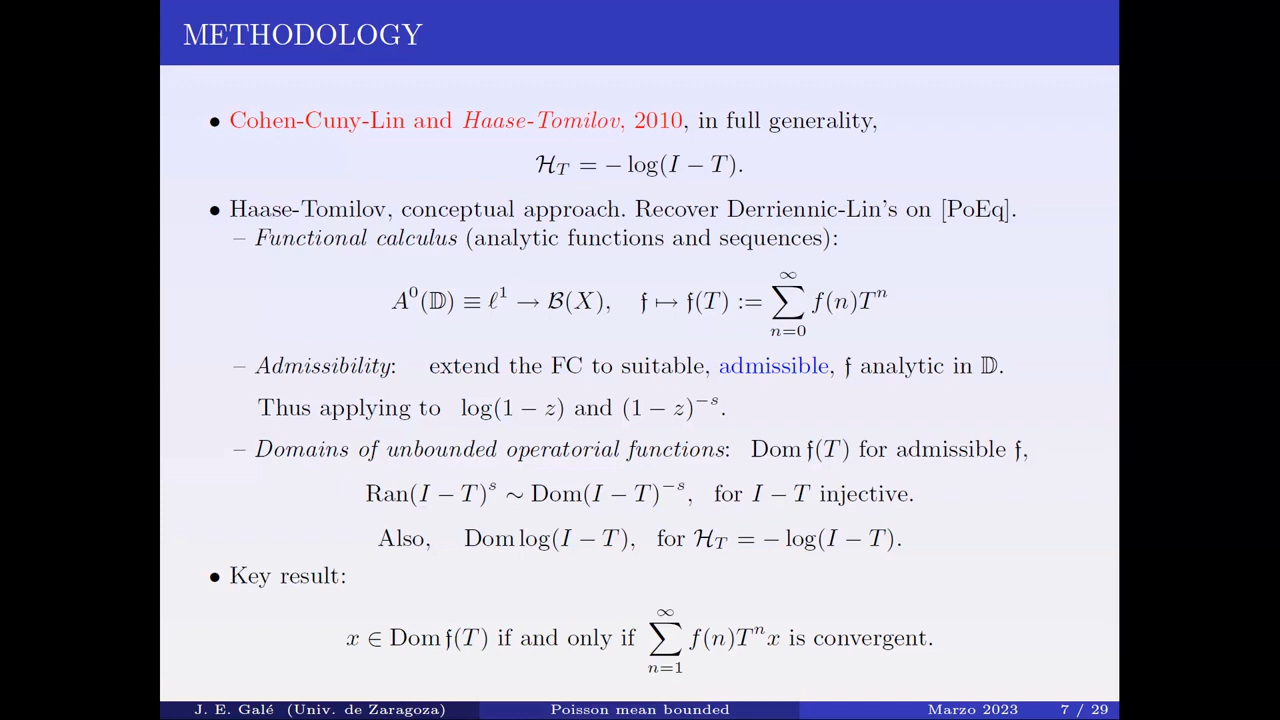 METHODOLOGY
• Cohen-Cuny-Lin and Haase-Tomilov, 2010, in full generality,
ℋ_T = − log(I − T).
• Haase-Tomilov, conceptual approach. Recover Derriennic-Lin's on [PoEq].
– Functional calculus (analytic functions and sequences):
A⁰(𝔻) ≡ ℓ¹ → ℬ(X), 𝔣 ↦ 𝔣(T) := ∑_{n=0}^{∞} f(n)Tⁿ
– Admissibility: extend the FC to suitable, admissible, 𝔣 analytic in 𝔻.
Thus applying to log(1 − z) and (1 − z)^{−s}.
– Domains of unbounded operatorial functions: Dom 𝔣(T) for admissible 𝔣,
Ran(I − T)^s ∼ Dom(I − T)^{−s}, for I − T injective.
Also, Dom log(I − T), for ℋ_T = − log(I − T).
• Key result:
x ∈ Dom 𝔣(T) if and only if ∑_{n=1}^{∞} f(n)Tⁿx is convergent.
J. E. Galé (Univ. de Zaragoza) Poisson mean bounded Marzo 2023 7 / 29